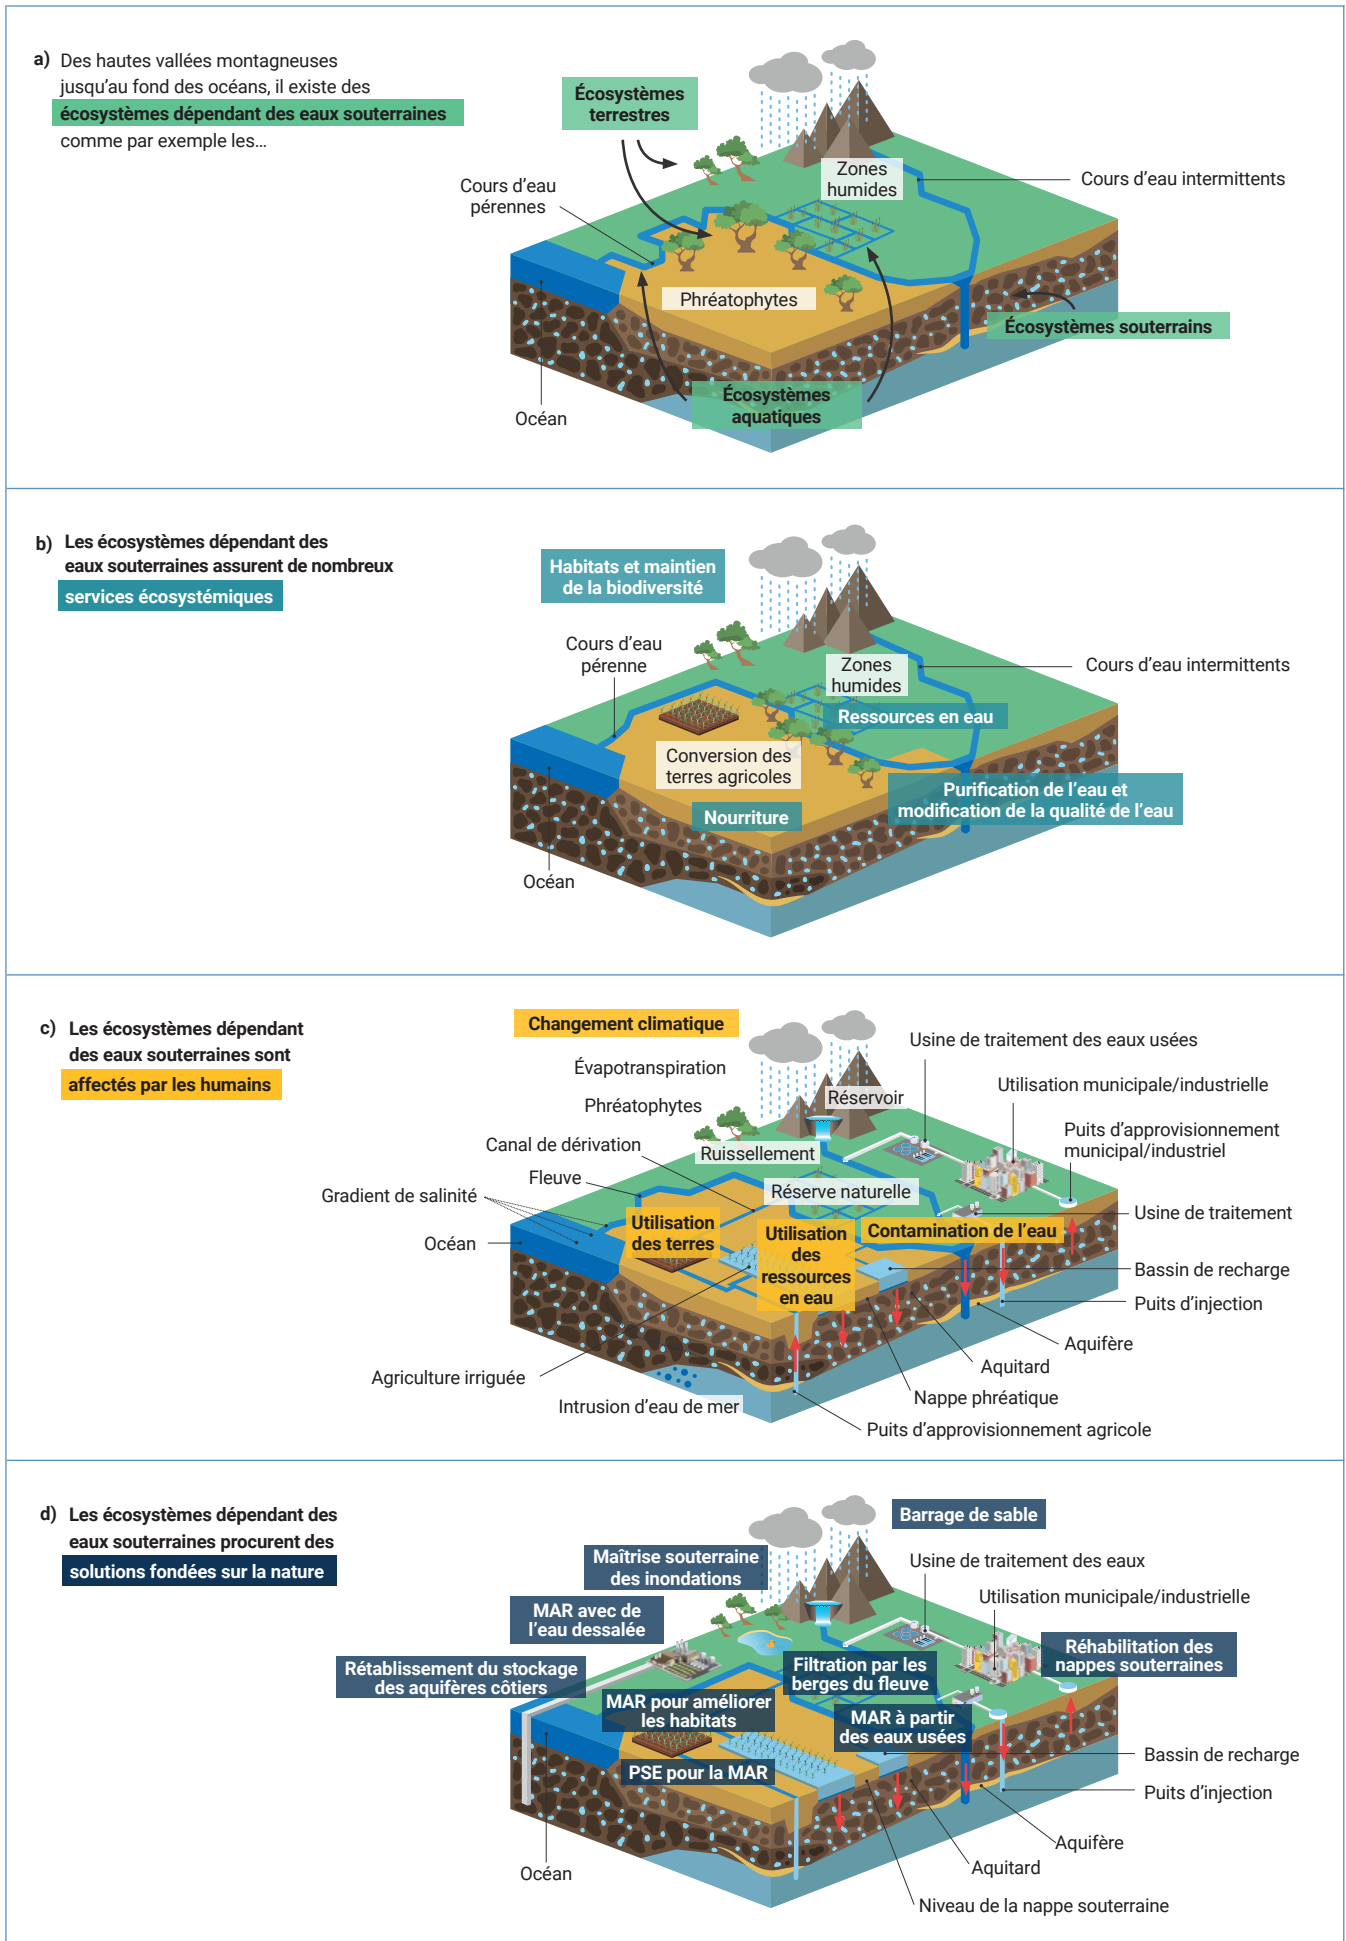 a) Des hautes vallées montagneuses
jusqu'au fond des océans, il existe des
écosystèmes dépendant des eaux souterraines
comme par exemple les…
Écosystèmes
terrestres
Zones
humides
Cours d'eau intermittents
Cours d'eau
pérennes
Phréatophytes
Écosystèmes souterrains
Écosystèmes
aquatiques
Océan
b) Les écosystèmes dépendant des
eaux souterraines assurent de nombreux
services écosystémiques
Habitats et maintien
de la biodiversité
Cours d'eau
pérenne
Zones
humides
Cours d'eau intermittents
Ressources en eau
Conversion des
terres agricoles
Purification de l'eau et
modification de la qualité de l'eau
Nourriture
Océan
c) Les écosystèmes dépendant
des eaux souterraines sont
affectés par les humains
Changement climatique
Usine de traitement des eaux usées
Évapotranspiration
Utilisation municipale/industrielle
Phréatophytes
Réservoir
Puits d'approvisionnement
municipal/industriel
Canal de dérivation
Ruissellement
Fleuve
Réserve naturelle
Gradient de salinité
Usine de traitement
Utilisation
des terres
Utilisation
des
ressources
en eau
Contamination de l'eau
Océan
Bassin de recharge
Puits d'injection
Aquifère
Aquitard
Agriculture irriguée
Nappe phréatique
Intrusion d'eau de mer
Puits d'approvisionnement agricole
d) Les écosystèmes dépendant des
eaux souterraines procurent des
solutions fondées sur la nature
Barrage de sable
Maîtrise souterraine
des inondations
Usine de traitement des eaux
Utilisation municipale/industrielle
MAR avec de
l'eau dessalée
Réhabilitation des
nappes souterraines
Rétablissement du stockage
des aquifères côtiers
Filtration par les
berges du fleuve
MAR pour améliorer
les habitats
MAR à partir
des eaux usées
PSE pour la MAR
Bassin de recharge
Puits d'injection
Aquifère
Aquitard
Océan
Niveau de la nappe souterraine